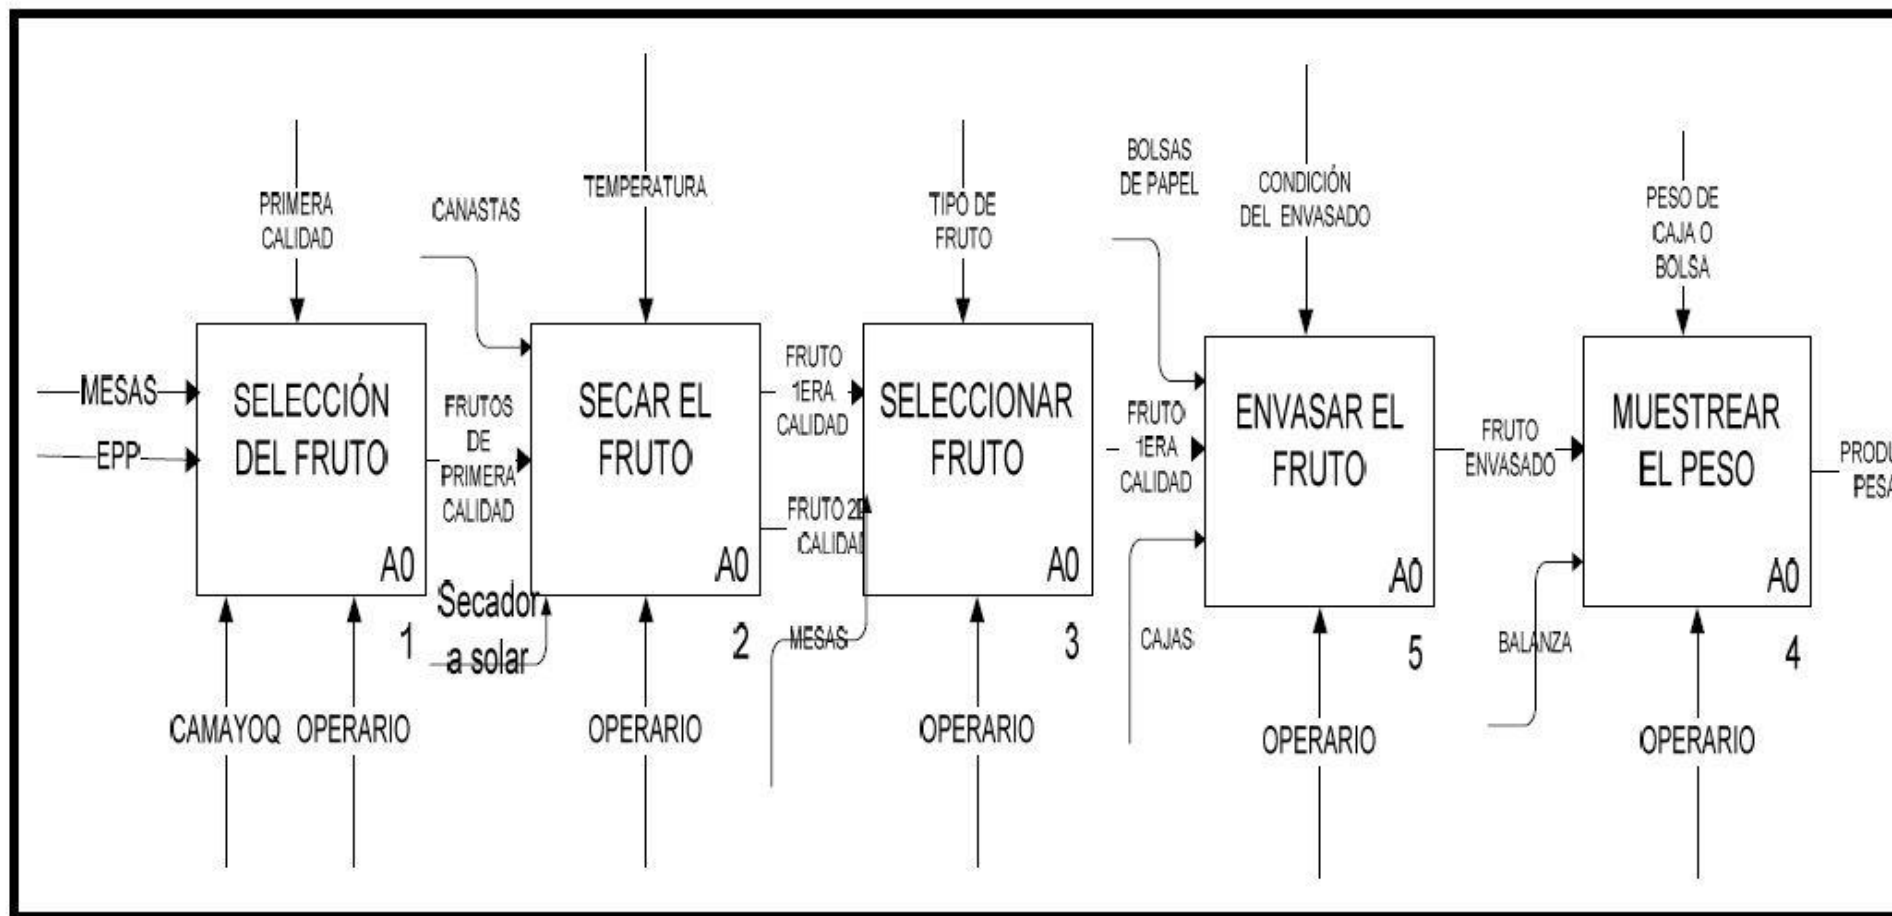 PRIMERA
CALIDAD
CANASTAS
TEMPERATURA
TIPO DE
FRUTO
BOLSAS
DE PAPEL
CONDICIÓN
DEL ENVASADO
PESO DE
CAJA O
BOLSA
MESAS
EPP
SELECCIÓN
DEL FRUTO
A0
1
FRUTOS
DE
PRIMERA
CALIDAD
SECAR EL
FRUTO
A0
2
FRUTO
1ERA
CALIDAD
FRUTO
CALIDAD
SELECCIONAR
FRUTO
A0
3
FRUTO
1ERA
CALIDAD
ENVASAR EL
FRUTO
A0
5
FRUTO
ENVASADO
MUESTREAR
EL PESO
A0
4
Secador
a solar
MESAS
CAJAS
BALANZA
CAMAYOQ
OPERARIO
OPERARIO
OPERARIO
OPERARIO
OPERARIO